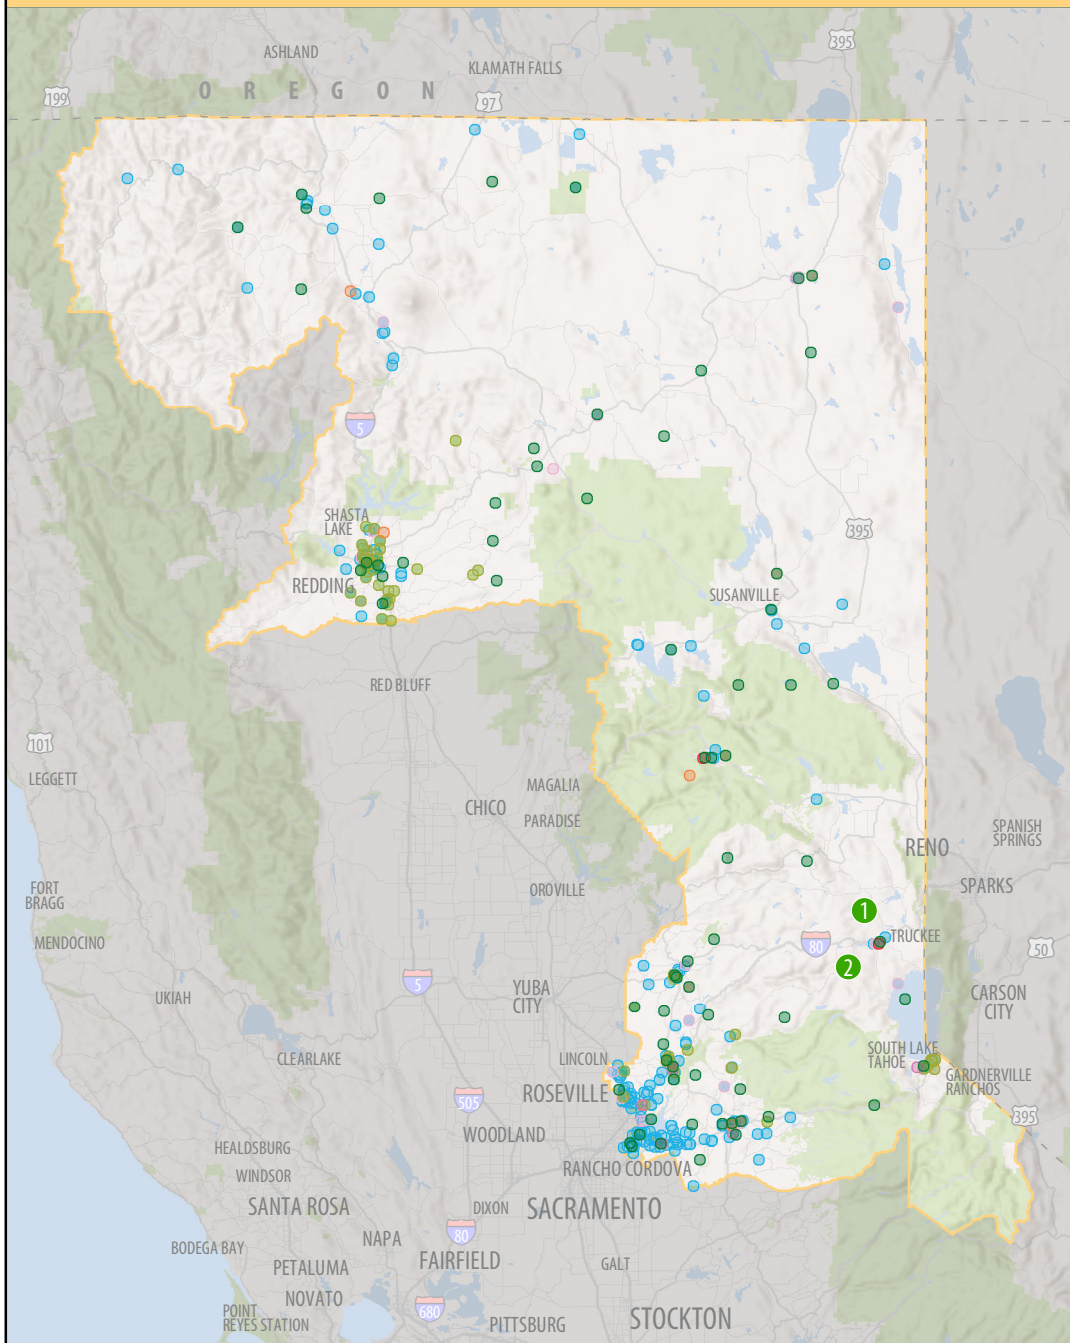 ASHLAND
395
KLAMATH FALLS
OREGON
199
97
5
SHASTA
LAKE
395
REDDING
SUSANVILLE
RED BLUFF
101
LEGGETT
MAGALIA
CHICO
PARADISE
SPANISH
SPRINGS
RENO
OROVILLE
SPARKS
FORT
BRAGG
1
MENDOCINO
80
TRUCKEE
50
2
5
YUBA
CITY
CARSON
CITY
UKIAH
CLEARLAKE
LINCOLN
SOUTH LAKE
TAHOE
GARDNERVILLE
RANCHOS
ROSEVILLE
505
395
WOODLAND
HEALDSBURG
RANCHO CORDOVA
WINDSOR
SANTA ROSA
DIXON
SACRAMENTO
80
NAPA
BODEGA BAY
FAIRFIELD
GALT
PETALUMA
NOVATO
680
POINT
REYES STATION
PITTSBURG
STOCKTON